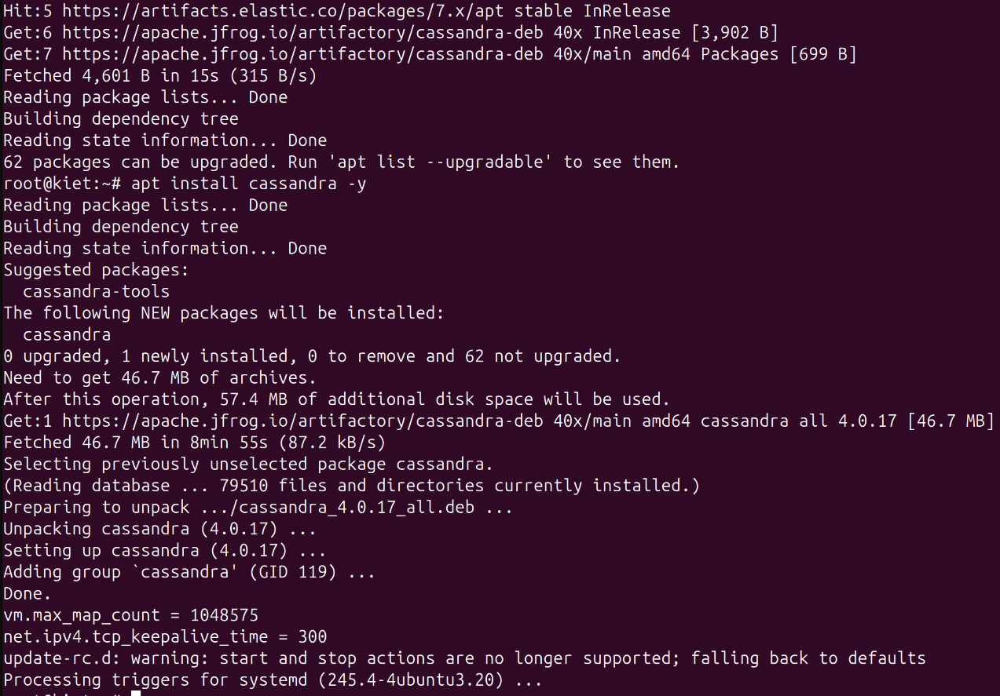 Hit:5 https://artifacts.elastic.co/packages/7.x/apt stable InRelease
Get:6 https://apache.jfrog.io/artifactory/cassandra-deb 40x InRelease [3,902 B]
Get:7 https://apache.jfrog.io/artifactory/cassandra-deb 40x/main amd64 Packages [699 B]
Fetched 4,601 B in 15s (315 B/s)
Reading package lists... Done
Building dependency tree
Reading state information... Done
62 packages can be upgraded. Run 'apt list --upgradable' to see them.
root@kiet:~# apt install cassandra -y
Reading package lists... Done
Building dependency tree
Reading state information... Done
Suggested packages:
  cassandra-tools
The following NEW packages will be installed:
  cassandra
0 upgraded, 1 newly installed, 0 to remove and 62 not upgraded.
Need to get 46.7 MB of archives.
After this operation, 57.4 MB of additional disk space will be used.
Get:1 https://apache.jfrog.io/artifactory/cassandra-deb 40x/main amd64 cassandra all 4.0.17 [46.7 MB]
Fetched 46.7 MB in 8min 55s (87.2 kB/s)
Selecting previously unselected package cassandra.
(Reading database ... 79510 files and directories currently installed.)
Preparing to unpack .../cassandra_4.0.17_all.deb ...
Unpacking cassandra (4.0.17) ...
Setting up cassandra (4.0.17) ...
Adding group `cassandra' (GID 119) ...
Done.
vm.max_map_count = 1048575
net.ipv4.tcp_keepalive_time = 300
update-rc.d: warning: start and stop actions are no longer supported; falling back to defaults
Processing triggers for systemd (245.4-4ubuntu3.20) ...